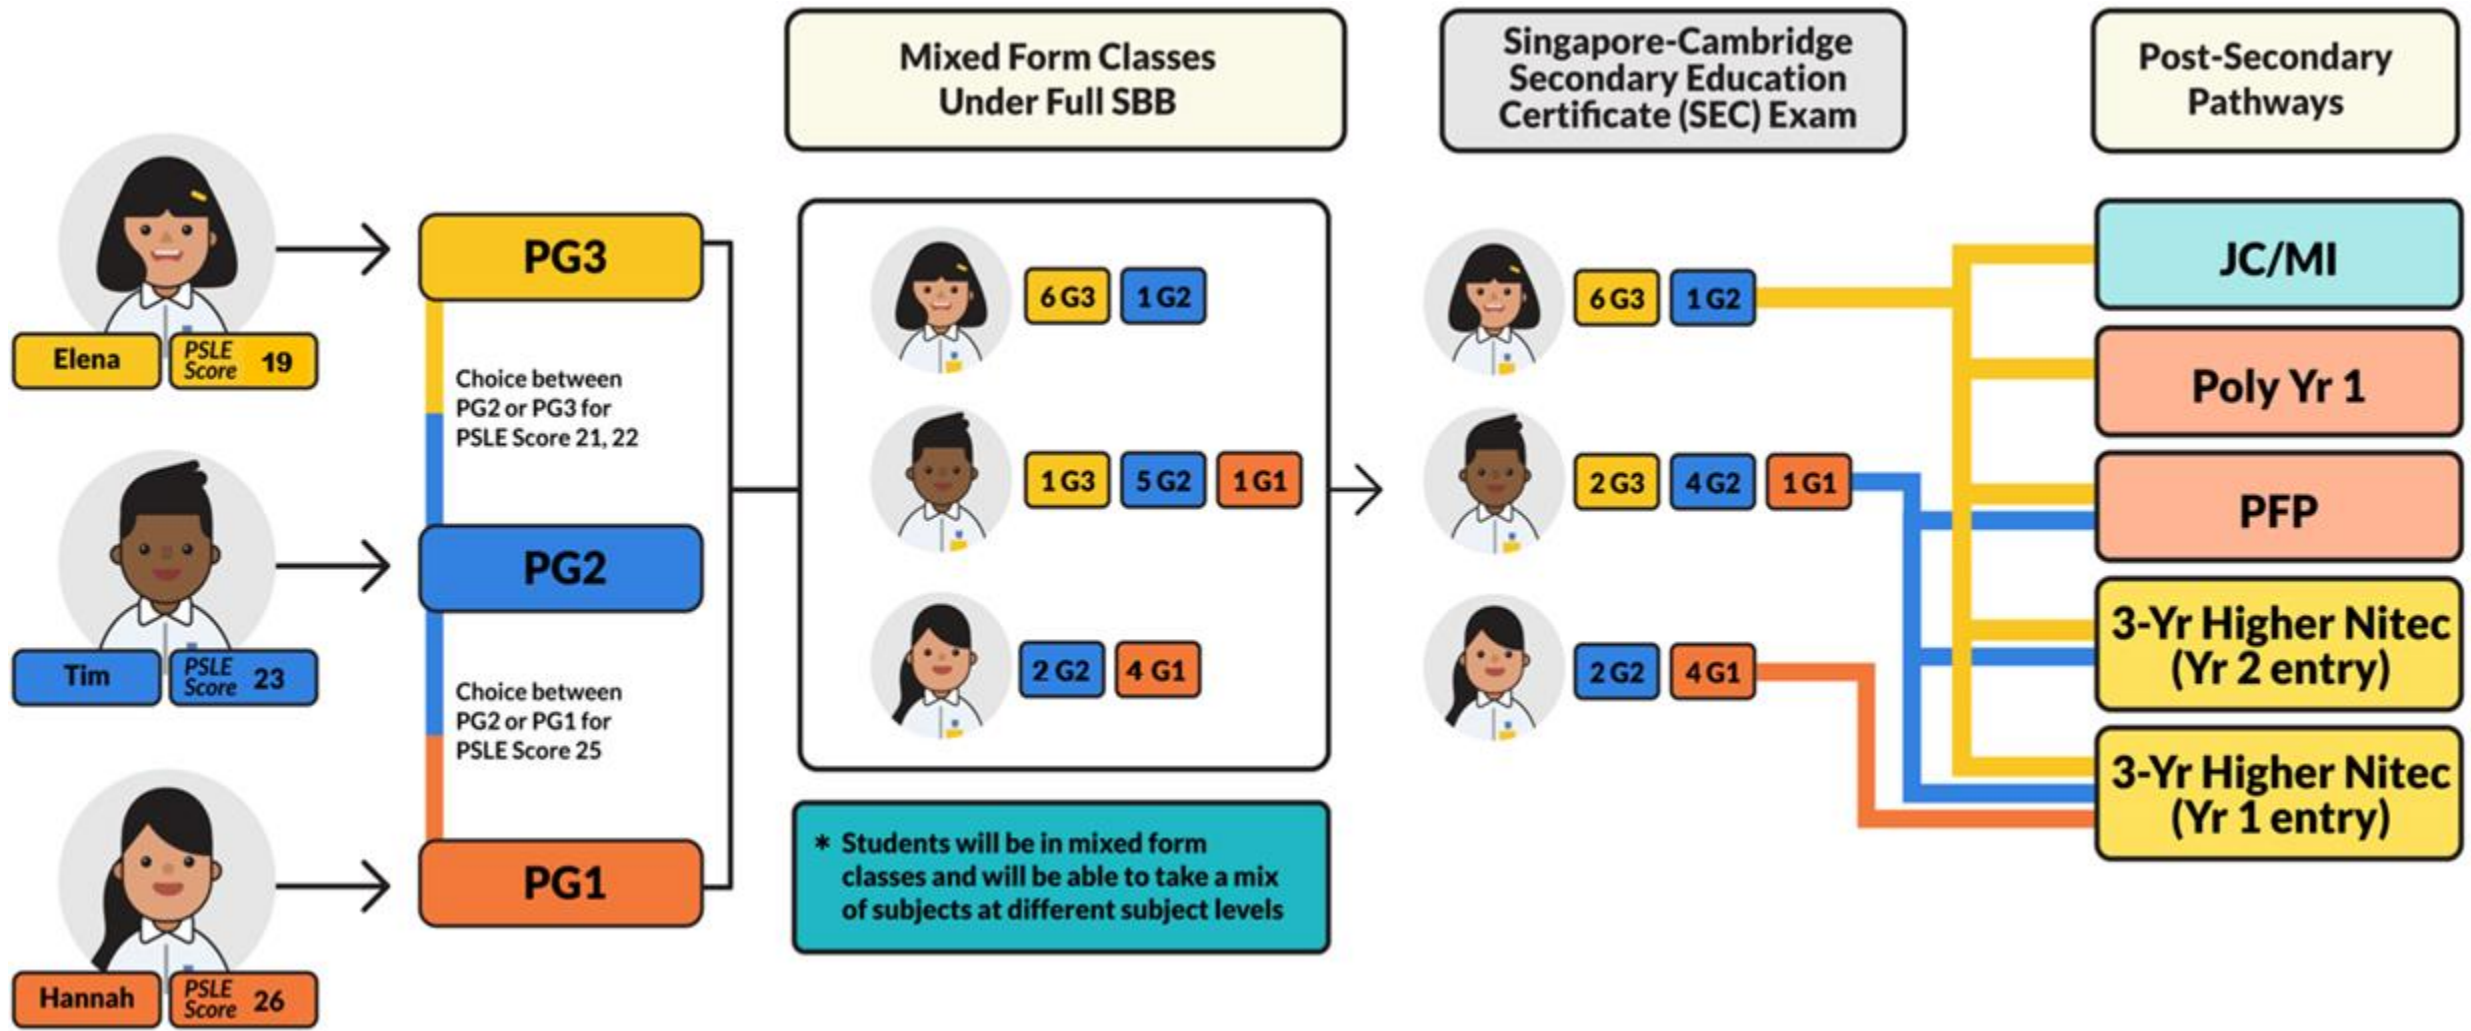 Mixed Form Classes
Under Full SBB
Singapore-Cambridge
Secondary Education
Certificate (SEC) Exam
Post-Secondary
Pathways
Elena
PSLE
Score 19
PG3
Choice between
PG2 or PG3 for
PSLE Score 21, 22
Tim
PSLE
Score 23
PG2
Choice between
PG2 or PG1 for
PSLE Score 25
Hannah
PSLE
Score 26
PG1
6 G3 1 G2
1 G3 5 G2 1 G1
2 G2 4 G1
* Students will be in mixed form
classes and will be able to take a mix
of subjects at different subject levels
6 G3 1 G2
2 G3 4 G2 1 G1
2 G2 4 G1
JC/MI
Poly Yr 1
PFP
3-Yr Higher Nitec
(Yr 2 entry)
3-Yr Higher Nitec
(Yr 1 entry)